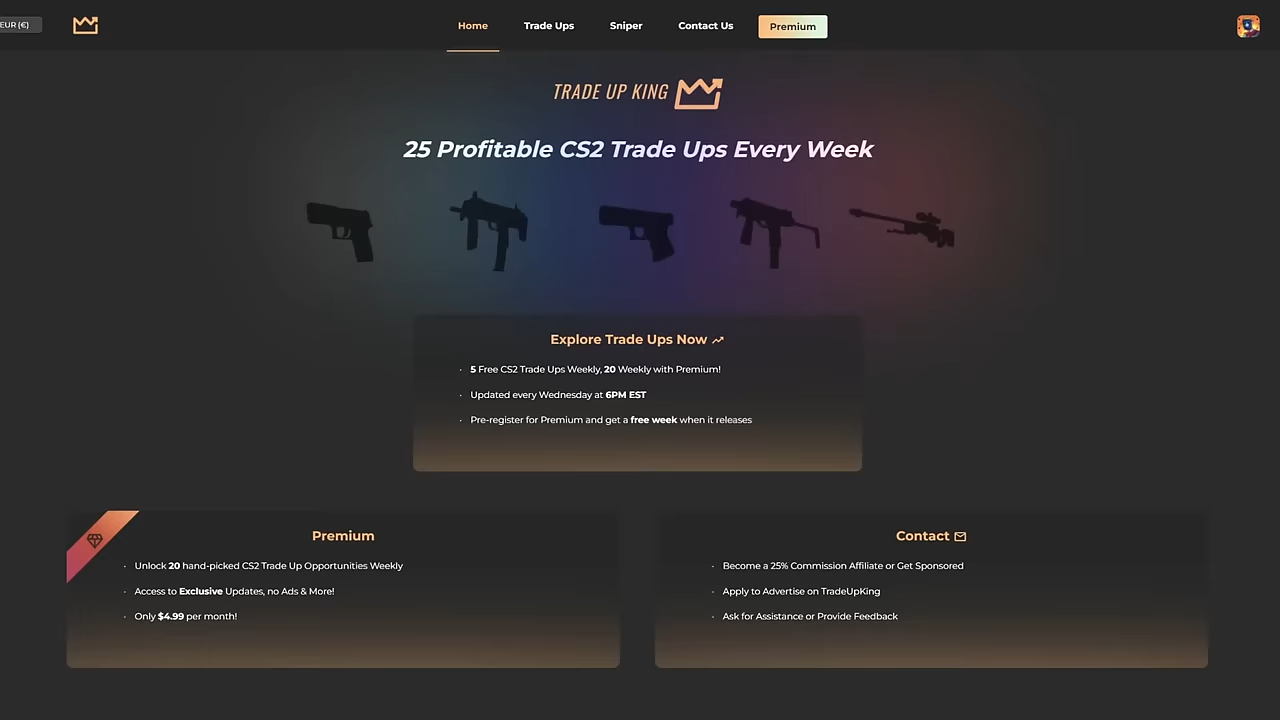 EUR (€)
Home
Trade Ups
Sniper
Contact Us
Premium
TRADE UP KING
25 Profitable CS2 Trade Ups Every Week
Explore Trade Ups Now
· 5 Free CS2 Trade Ups Weekly, 20 Weekly with Premium!
· Updated every Wednesday at 6PM EST
· Pre-register for Premium and get a free week when it releases
Premium
· Unlock 20 hand-picked CS2 Trade Up Opportunities Weekly
· Access to Exclusive Updates, no Ads & More!
· Only $4.99 per month!
Contact
· Become a 25% Commission Affiliate or Get Sponsored
· Apply to Advertise on TradeUpKing
· Ask for Assistance or Provide Feedback